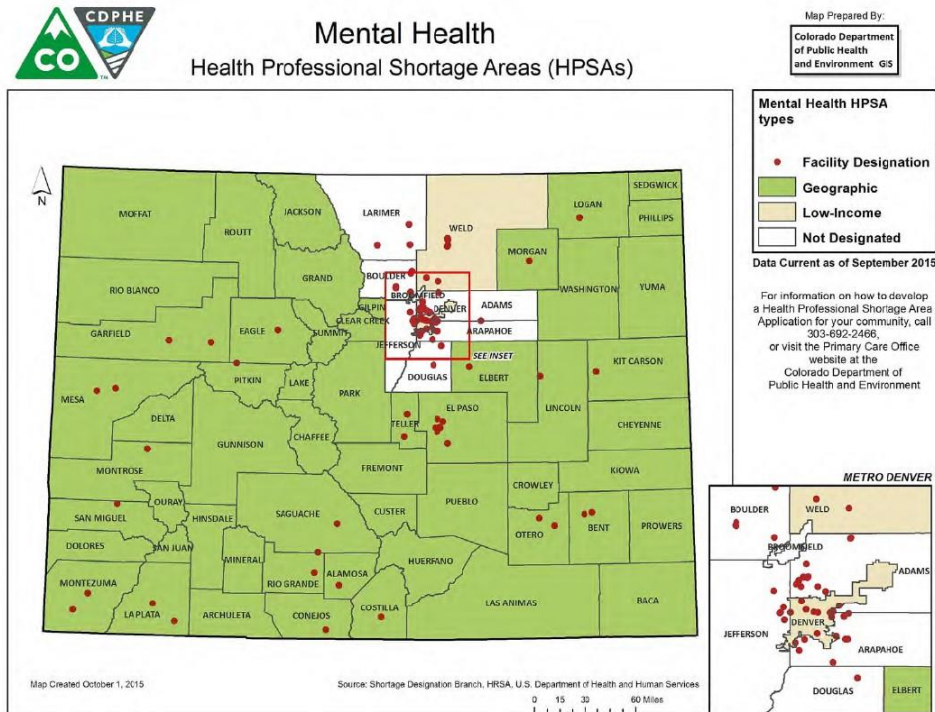 CDPHE
CO
TM
Mental Health
Health Professional Shortage Areas (HPSAs)
Map Prepared By:
Colorado Department
of Public Health
and Environment GIS
Mental Health HPSA
types
Facility Designation
Geographic
Low-Income
Not Designated
Data Current as of September 2015
For information on how to develop
a Health Professional Shortage Area
Application for your community, call
303-692-2466,
or visit the Primary Care Office
website at the
Colorado Department of
Public Health and Environment
N
MOFFAT
ROUTT
JACKSON
LARIMER
WELD
LOGAN
SEDGWICK
PHILLIPS
MORGAN
GRAND
BOULDER
RIO BLANCO
BROOMFIELD
WASHINGTON
YUMA
GILPIN
DENVER
ADAMS
CLEAR CREEK
ARAPAHOE
GARFIELD
EAGLE
SUMMIT
JEFFERSON
SEE INSET
DOUGLAS
ELBERT
KIT CARSON
PITKIN
LAKE
PARK
MESA
DELTA
LINCOLN
EL PASO
TELLER
CHEYENNE
GUNNISON
CHAFFEE
FREMONT
MONTROSE
KIOWA
CROWLEY
PUEBLO
OURAY
SAN MIGUEL
HINSDALE
SAGUACHE
CUSTER
OTERO
BENT
PROWERS
DOLORES
SAN JUAN
MINERAL
HUERFANO
RIO GRANDE
ALAMOSA
MONTEZUMA
LA PLATA
ARCHULETA
CONEJOS
COSTILLA
LAS ANIMAS
BACA
METRO DENVER
BOULDER
WELD
BROOMFIELD
ADAMS
DENVER
JEFFERSON
ARAPAHOE
DOUGLAS
ELBERT
Map Created October 1, 2015
Source: Shortage Designation Branch, HRSA, U.S. Department of Health and Human Services
0 15 30 60 Miles